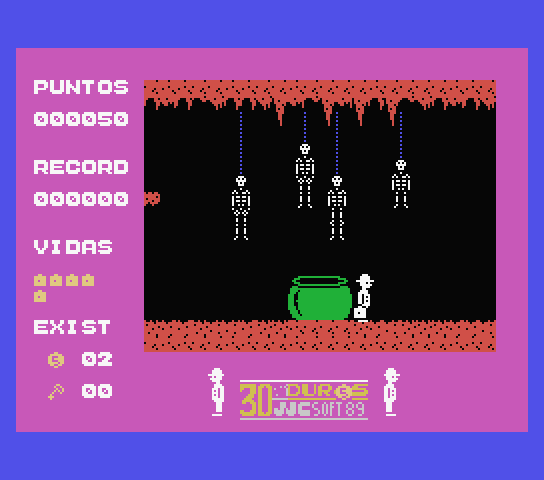 PUNTOS
000050
RECORD
000000
VIDAS
EXIST
02
00
30 DUROS
JJC SOFT 89